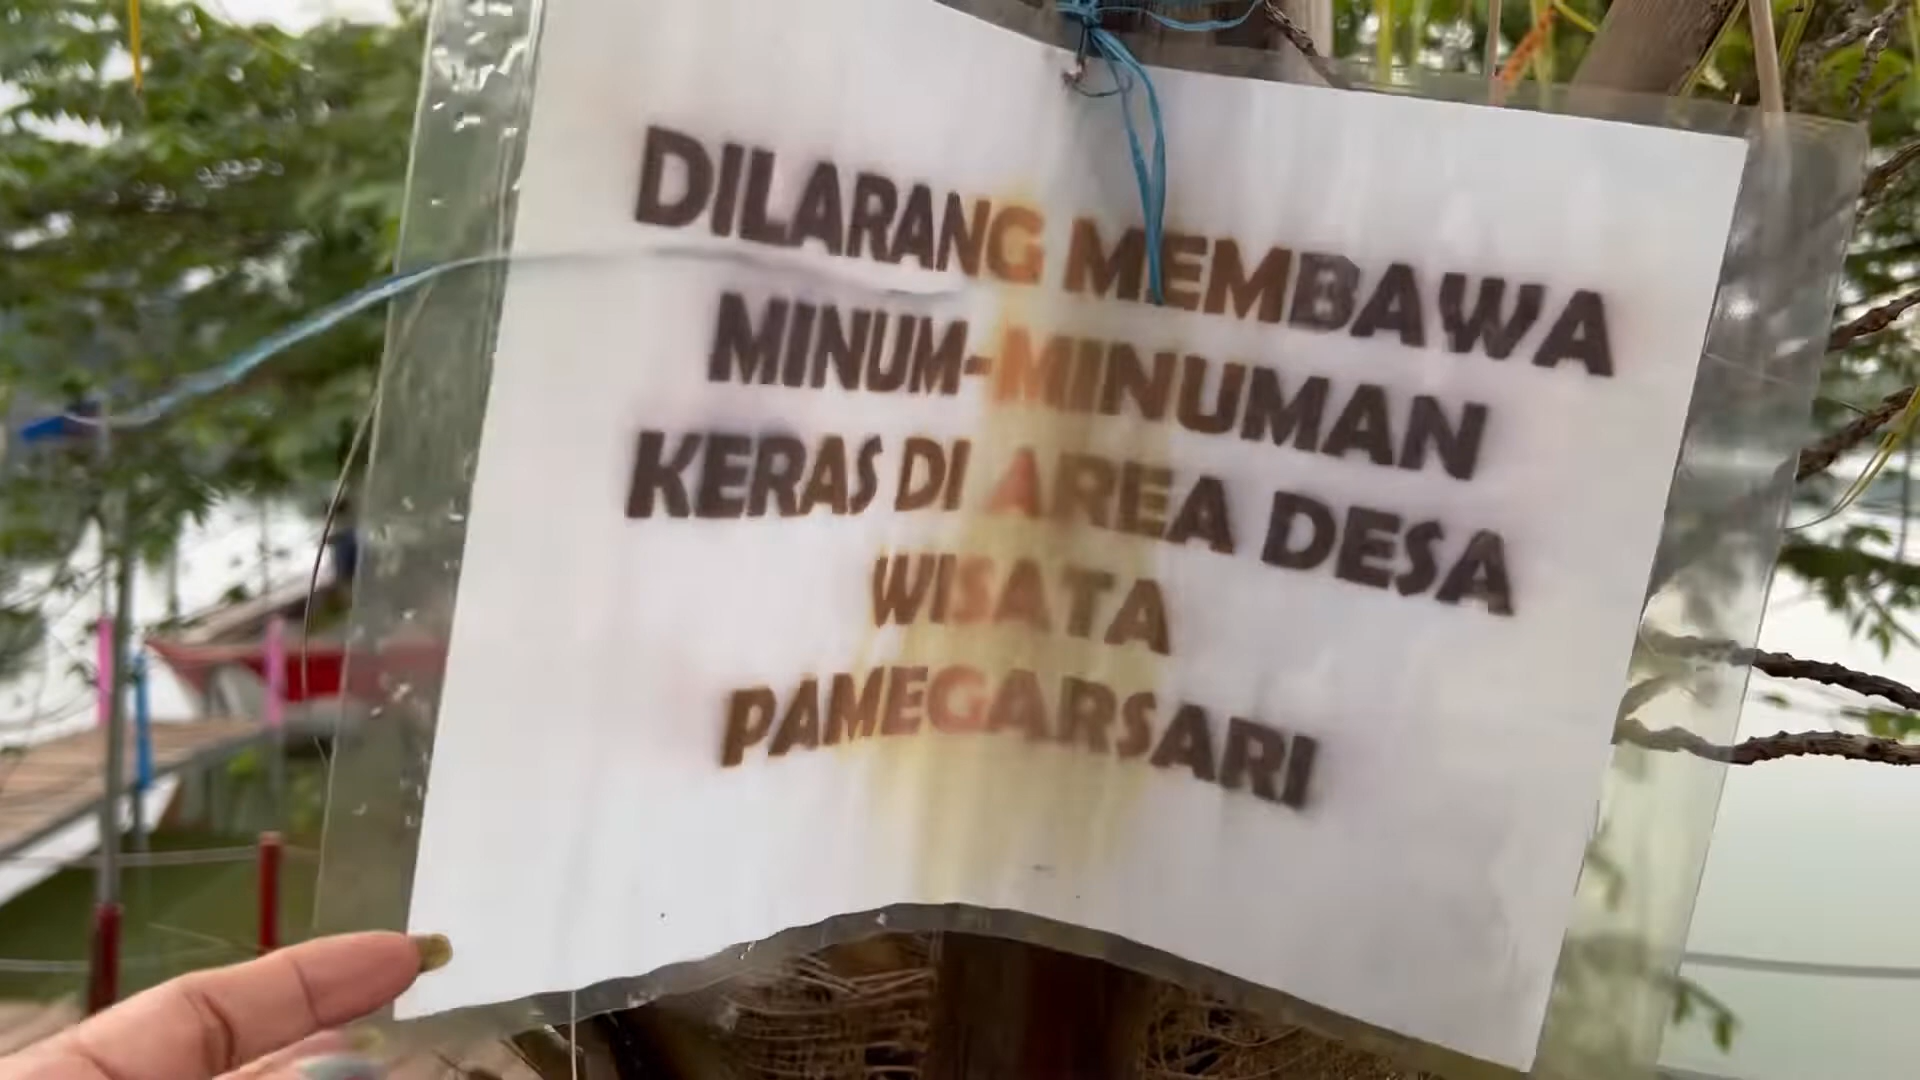 DILARANG MEMBAWA
MINUM-MINUMAN
KERAS DI AREA DESA
WISATA
PAMEGARSARI